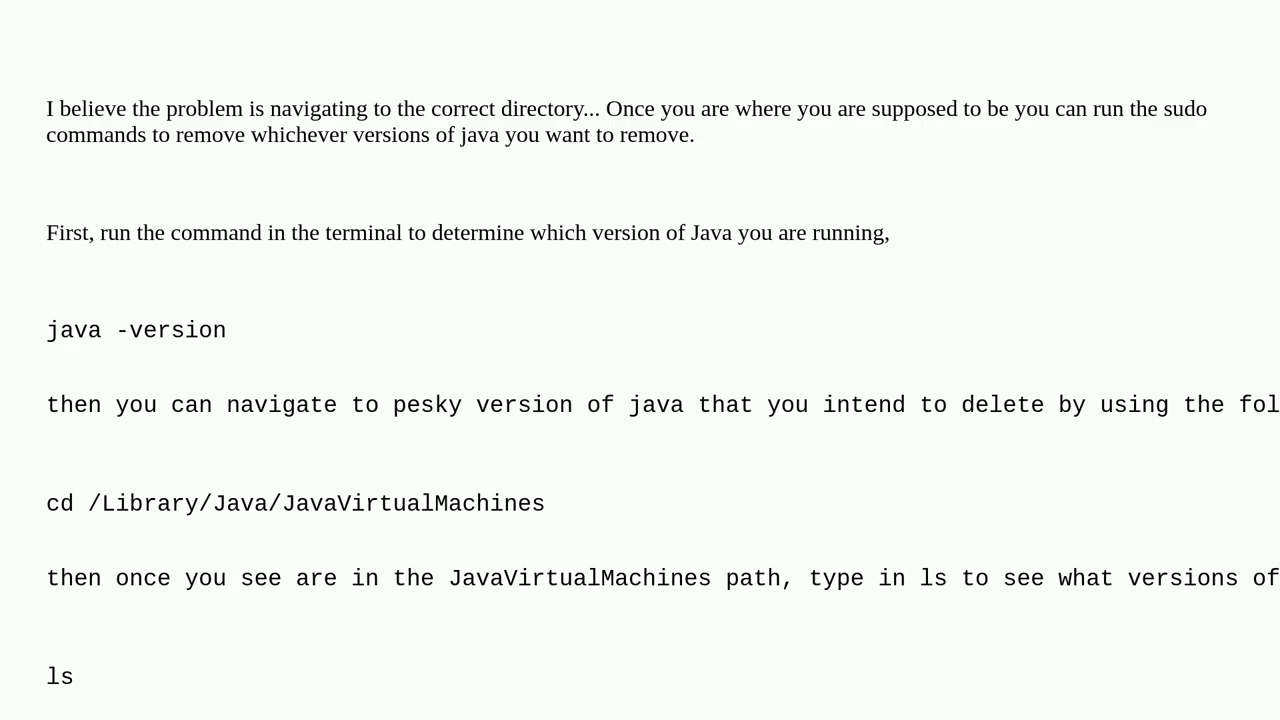 I believe the problem is navigating to the correct directory... Once you are where you are supposed to be you can run the sudo
commands to remove whichever versions of java you want to remove.
First, run the command in the terminal to determine which version of Java you are running,
java -version
then you can navigate to pesky version of java that you intend to delete by using the fol
cd /Library/Java/JavaVirtualMachines
then once you see are in the JavaVirtualMachines path, type in ls to see what versions of
ls